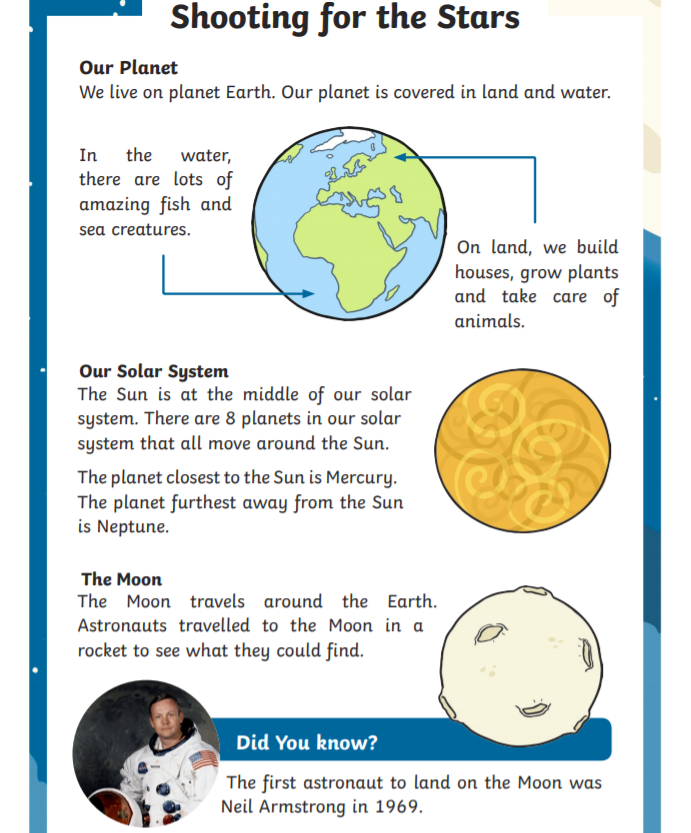 Shooting for the Stars
Our Planet
We live on planet Earth. Our planet is covered in land and water.
In the water,
there are lots of
amazing fish and
sea creatures.
On land, we build
houses, grow plants
and take care of
animals.
Our Solar System
The Sun is at the middle of our solar
system. There are 8 planets in our solar
system that all move around the Sun.
The planet closest to the Sun is Mercury.
The planet furthest away from the Sun
is Neptune.
The Moon
The Moon travels around the Earth.
Astronauts travelled to the Moon in a
rocket to see what they could find.
Did You know?
The first astronaut to land on the Moon was
Neil Armstrong in 1969.